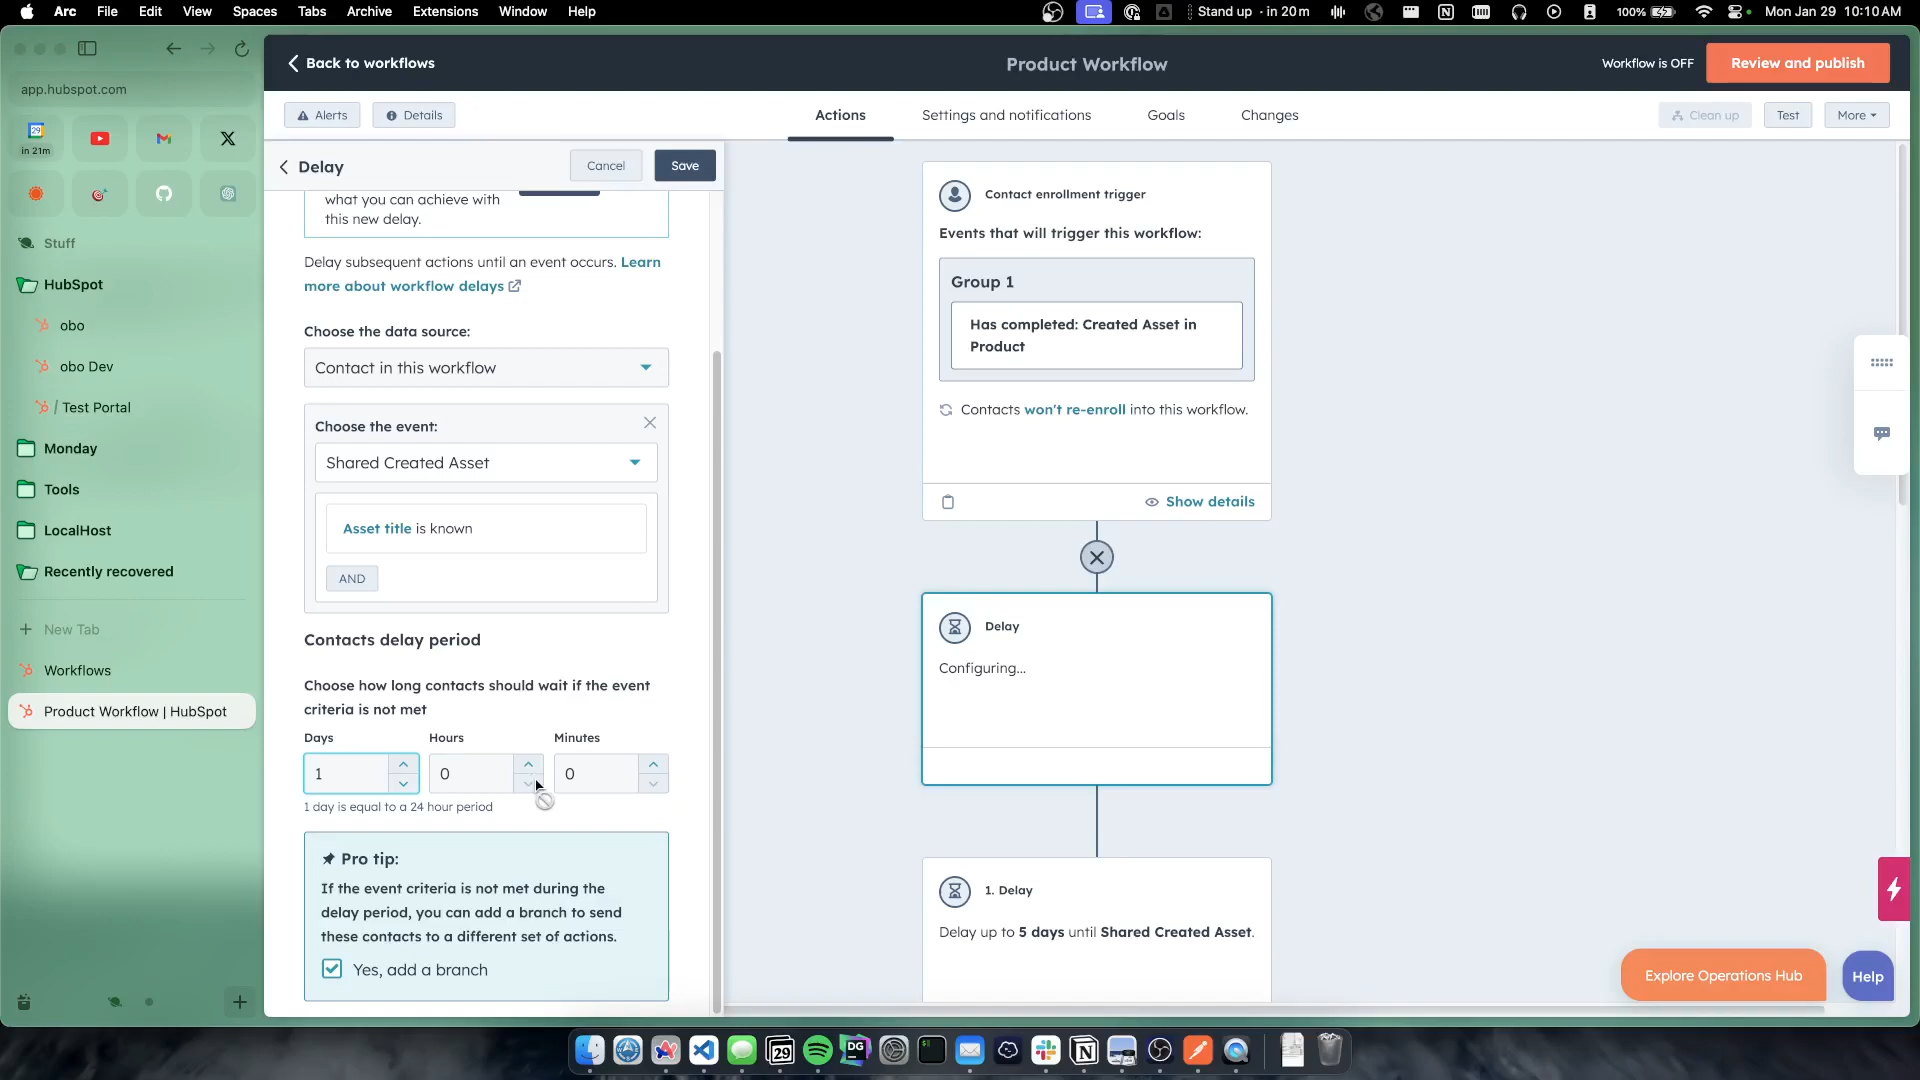 Arc File Edit View Spaces Tabs Archive Extensions Window Help
Stand up · in 20 m
100%
Mon Jan 29 10:10 AM
app.hubspot.com
29
in 21m
Stuff
HubSpot
obo
obo Dev
/ Test Portal
Monday
Tools
LocalHost
Recently recovered
New Tab
Workflows
Product Workflow | HubSpot
Back to workflows
Product Workflow
Workflow is OFF
Review and publish
Alerts
Details
Actions
Settings and notifications
Goals
Changes
Clean up
Test
More
Delay
Cancel
Save
what you can achieve with
this new delay.
Delay subsequent actions until an event occurs. Learn
more about workflow delays
Choose the data source:
Contact in this workflow
Choose the event:
Shared Created Asset
Asset title is known
AND
Contacts delay period
Choose how long contacts should wait if the event
criteria is not met
Days Hours Minutes
1 0 0
1 day is equal to a 24 hour period
Pro tip:
If the event criteria is not met during the
delay period, you can add a branch to send
these contacts to a different set of actions.
Yes, add a branch
Contact enrollment trigger
Events that will trigger this workflow:
Group 1
Has completed: Created Asset in
Product
Contacts won't re-enroll into this workflow.
Show details
Delay
Configuring...
1. Delay
Delay up to 5 days until Shared Created Asset.
Explore Operations Hub
Help
29
DG